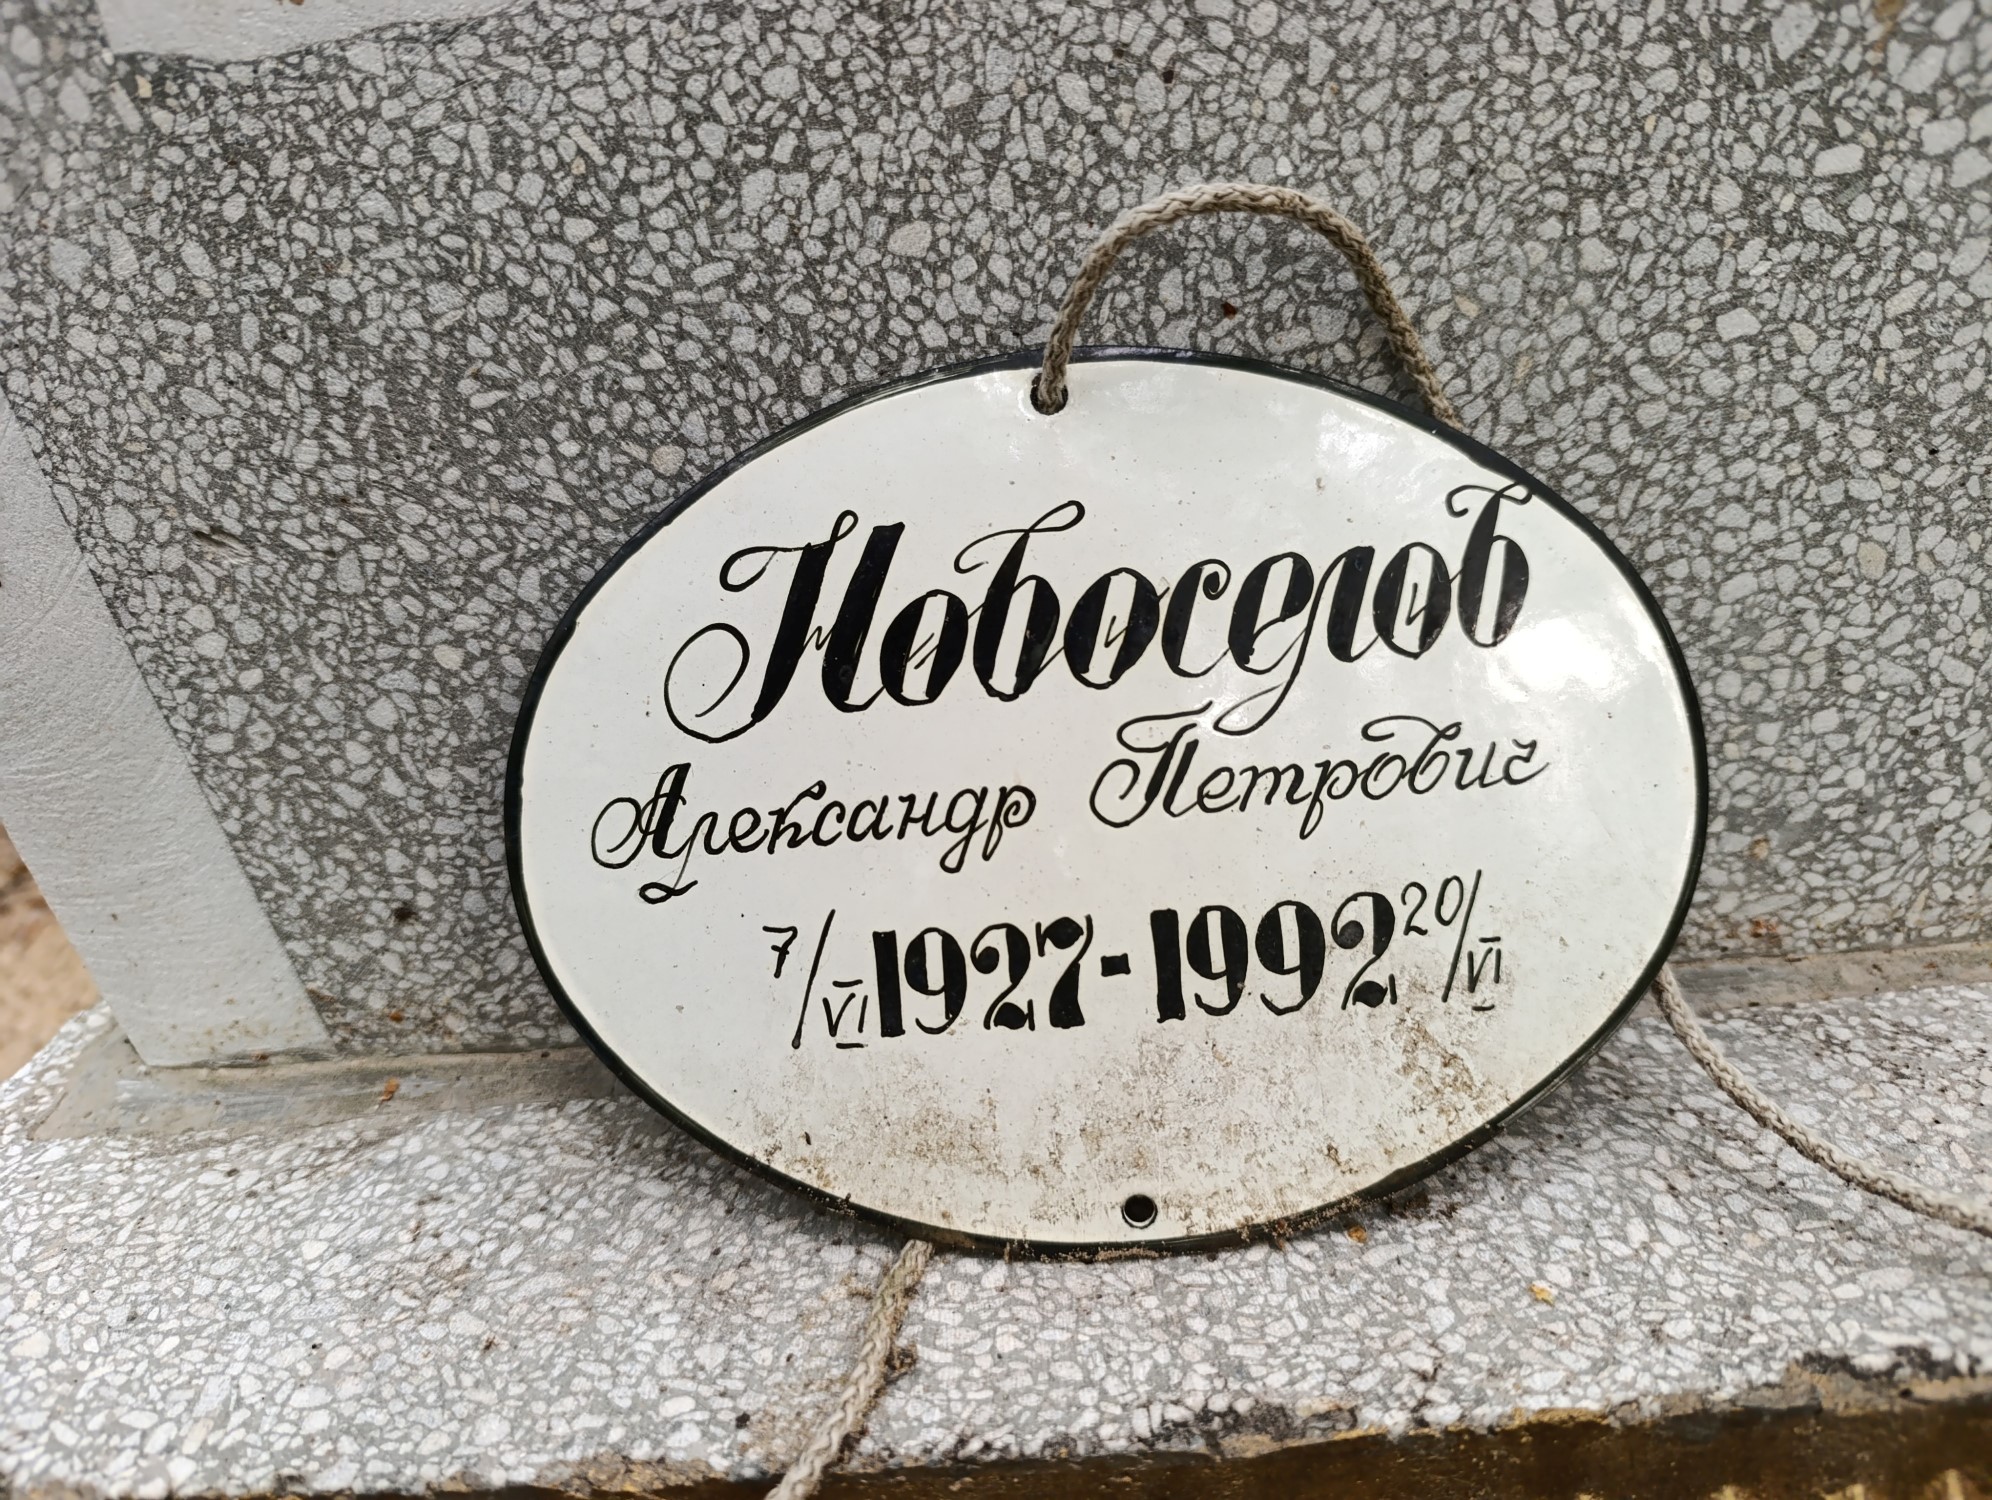 Новоселов
Александр Петрович
7/VI 1927-1992 20/VI